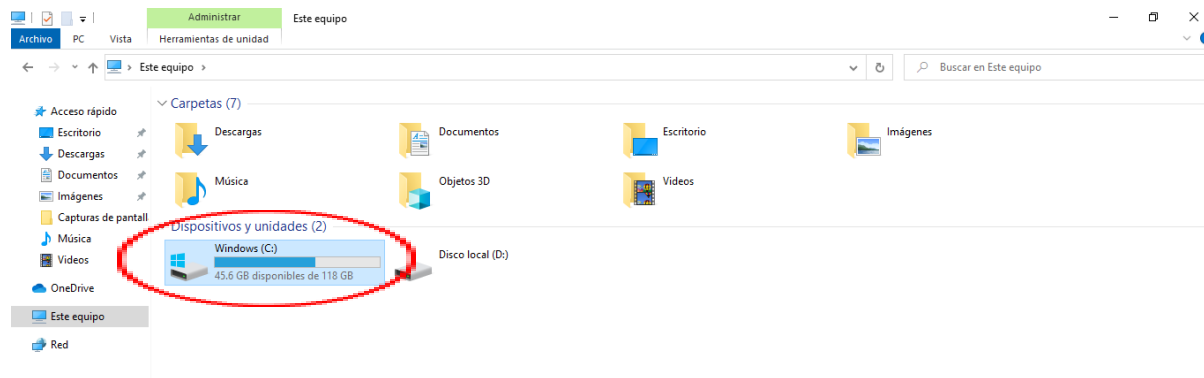 Administrar
Este equipo
Archivo
PC
Vista
Herramientas de unidad
Este equipo
Buscar en Este equipo
Acceso rápido
Escritorio
Descargas
Documentos
Imágenes
Capturas de pantall
Música
Videos
OneDrive
Este equipo
Red
Carpetas (7)
Descargas
Documentos
Escritorio
Imágenes
Música
Objetos 3D
Videos
Dispositivos y unidades (2)
Windows (C:)
45.6 GB disponibles de 118 GB
Disco local (D:)